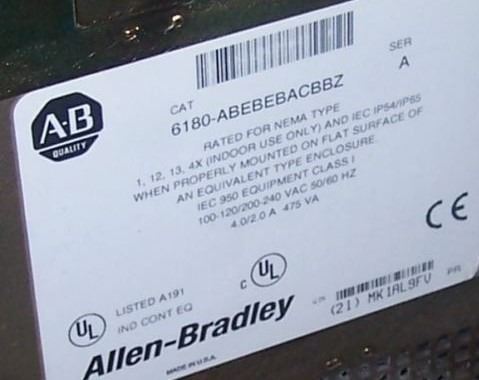 A·B
QUALITY
CAT
6180-ABEBEBACBBZ
SER
A
RATED FOR NEMA TYPE
1, 12, 13, 4X (INDOOR USE ONLY) AND IEC IP54/IP65
WHEN PROPERLY MOUNTED ON FLAT SURFACE OF
AN EQUIVALENT TYPE ENCLOSURE.
IEC 950 EQUIPMENT CLASS I
100-120/200-240 VAC 50/60 HZ
4.0/2.0 A 475 VA
CE
UL
LISTED A191
IND CONT EQ
C UL
Allen-Bradley
MADE IN U.S.A.
(21) MK1AL9FV